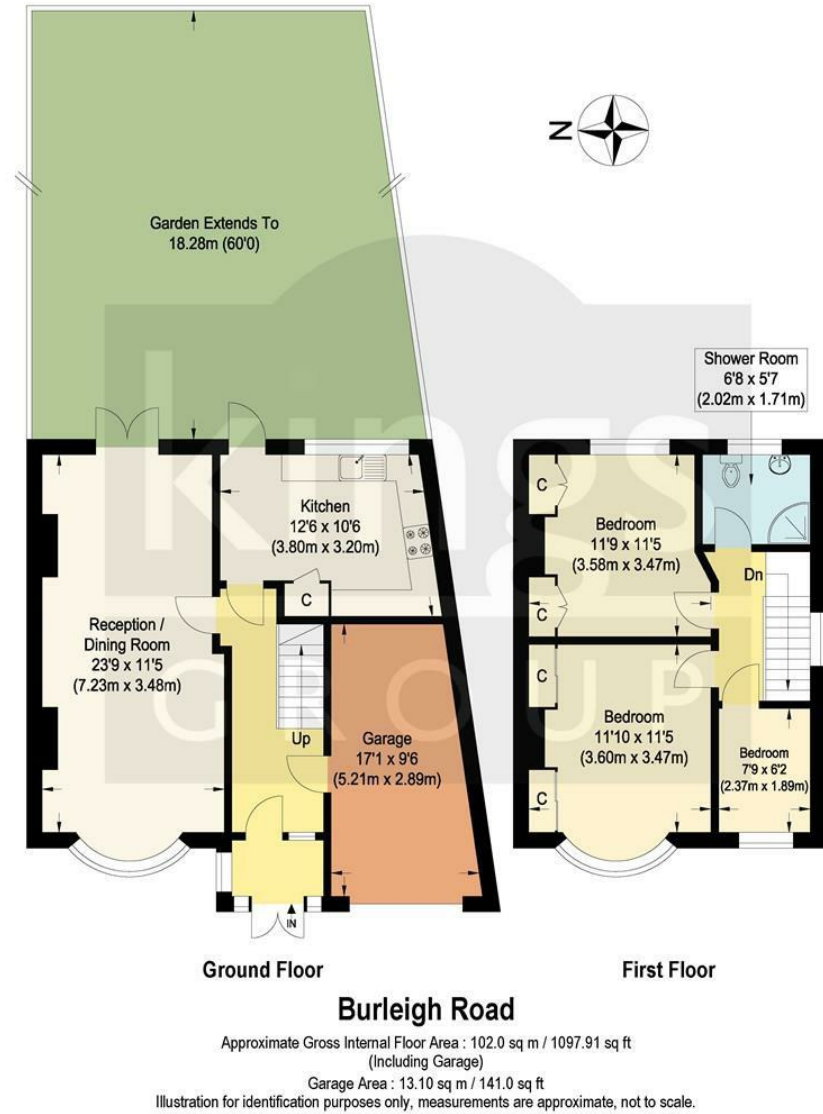 N
Garden Extends To
18.28m (60'0)
Shower Room
6'8 x 5'7
(2.02m x 1.71m)
kings
GROUP
Kitchen
12'6 x 10'6
(3.80m x 3.20m)
C
Reception /
Dining Room
23'9 x 11'5
(7.23m x 3.48m)
Up
Garage
17'1 x 9'6
(5.21m x 2.89m)
IN
C
Bedroom
11'9 x 11'5
(3.58m x 3.47m)
C
Dn
C
Bedroom
11'10 x 11'5
(3.60m x 3.47m)
C
Bedroom
7'9 x 6'2
(2.37m x 1.89m)
Ground Floor
First Floor
Burleigh Road
Approximate Gross Internal Floor Area : 102.0 sq m / 1097.91 sq ft
(Including Garage)
Garage Area : 13.10 sq m / 141.0 sq ft
Illustration for identification purposes only, measurements are approximate, not to scale.